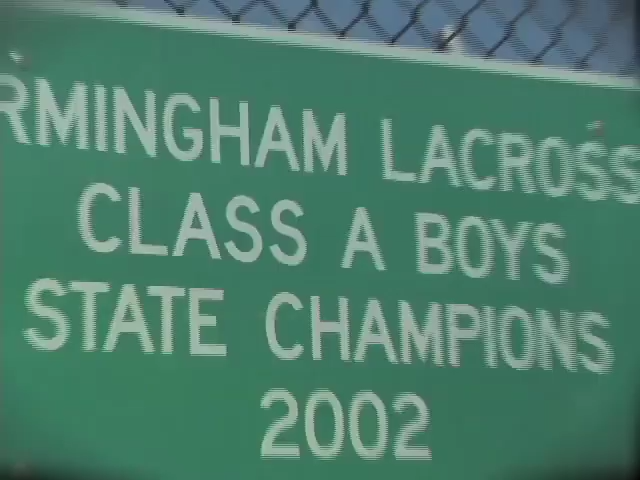 RMINGHAM LACROSS
CLASS A BOYS
STATE CHAMPIONS
2002